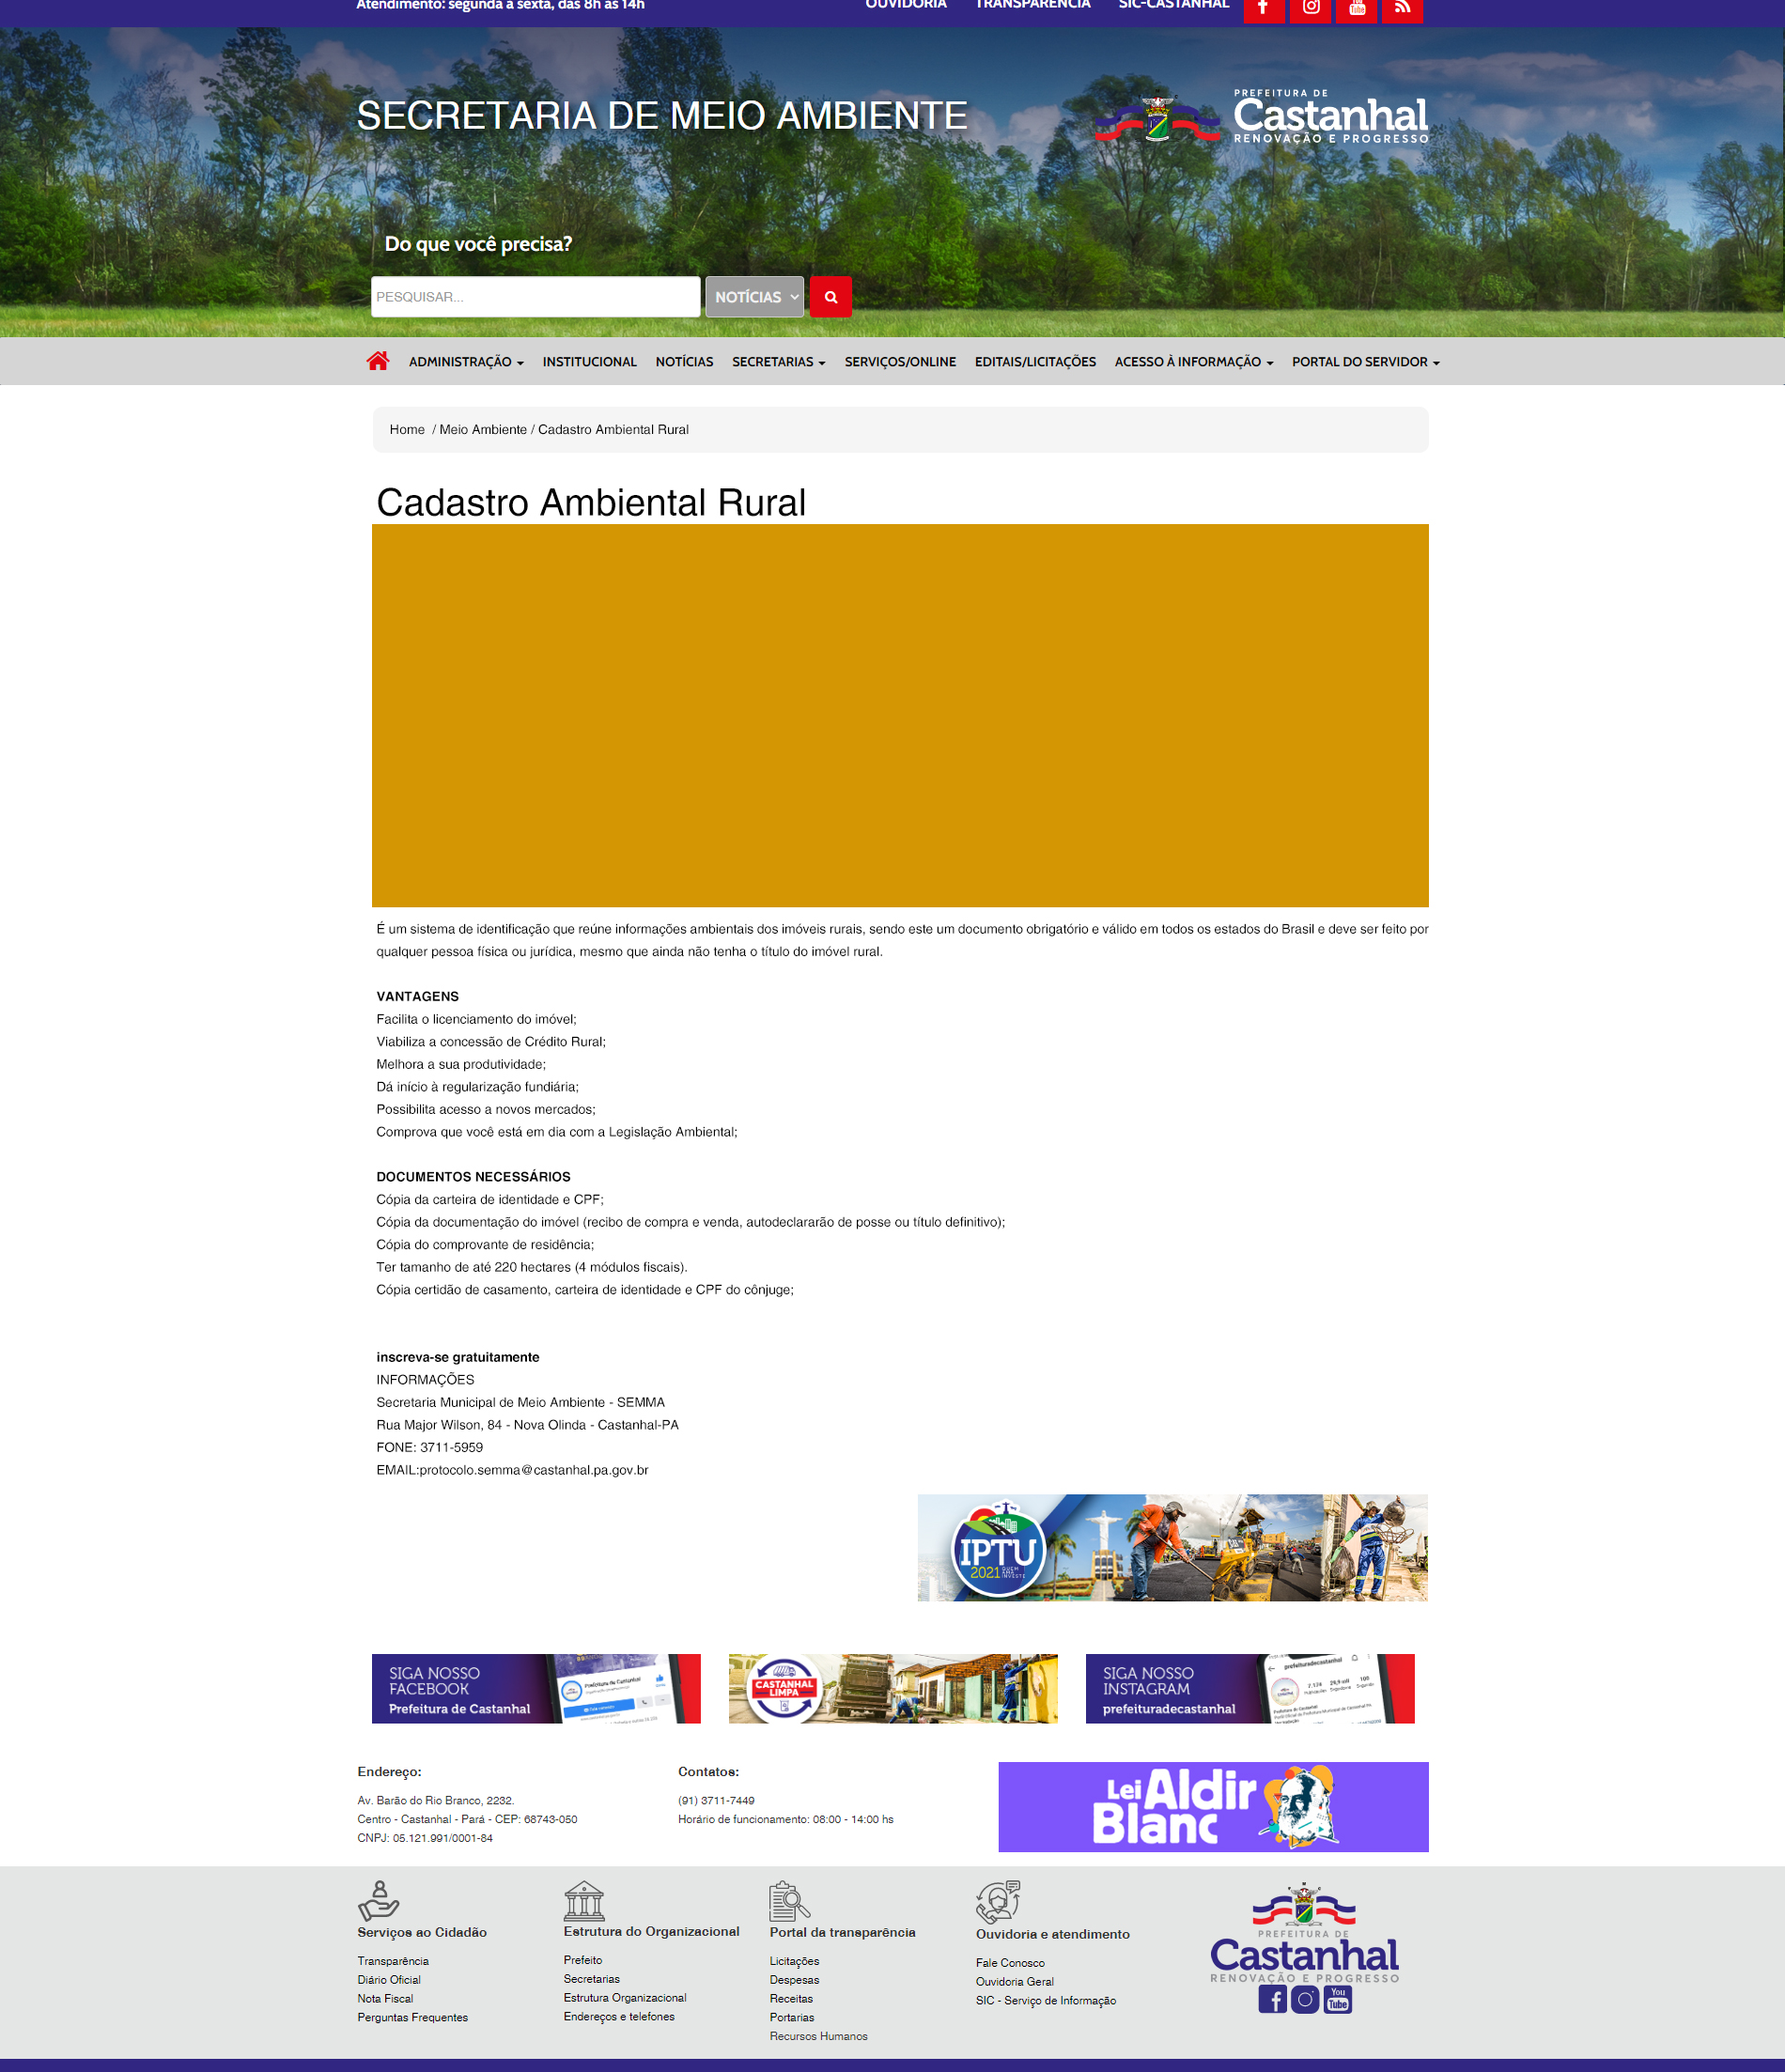 Atendimento: segunda a sexta, das 8h às 14h
OUVIDORIA TRANSPARÊNCIA SIC-CASTANHAL
SECRETARIA DE MEIO AMBIENTE
PREFEITURA DE
Castanhal
RENOVAÇÃO E PROGRESSO
Do que você precisa?
PESQUISAR... NOTÍCIAS
ADMINISTRAÇÃO INSTITUCIONAL NOTÍCIAS SECRETARIAS SERVIÇOS/ONLINE EDITAIS/LICITAÇÕES ACESSO À INFORMAÇÃO PORTAL DO SERVIDOR
Home / Meio Ambiente / Cadastro Ambiental Rural
Cadastro Ambiental Rural
É um sistema de identificação que reúne informações ambientais dos imóveis rurais, sendo este um documento obrigatório e válido em todos os estados do Brasil e deve ser feito por
qualquer pessoa física ou jurídica, mesmo que ainda não tenha o título do imóvel rural.
VANTAGENS
Facilita o licenciamento do imóvel;
Viabiliza a concessão de Crédito Rural;
Melhora a sua produtividade;
Dá início à regularização fundiária;
Possibilita acesso a novos mercados;
Comprova que você está em dia com a Legislação Ambiental;
DOCUMENTOS NECESSÁRIOS
Cópia da carteira de identidade e CPF;
Cópia da documentação do imóvel (recibo de compra e venda, autodeclararão de posse ou título definitivo);
Cópia do comprovante de residência;
Ter tamanho de até 220 hectares (4 módulos fiscais).
Cópia certidão de casamento, carteira de identidade e CPF do cônjuge;
inscreva-se gratuitamente
INFORMAÇÕES
Secretaria Municipal de Meio Ambiente - SEMMA
Rua Major Wilson, 84 - Nova Olinda - Castanhal-PA
FONE: 3711-5959
EMAIL:protocolo.semma@castanhal.pa.gov.br
IPTU
2021 QUEM AMA INVESTE
SIGA NOSSO
FACEBOOK
Prefeitura de Castanhal
Prefeitura de Castanhal
CASTANHAL
LIMPA
SIGA NOSSO
INSTAGRAM
prefeituradecastanhal
prefeituradecastanhal
Endereço:
Av. Barão do Rio Branco, 2232.
Centro - Castanhal - Pará - CEP: 68743-050
CNPJ: 05.121.991/0001-84
Contatos:
(91) 3711-7449
Horário de funcionamento: 08:00 - 14:00 hs
Lei Aldir
Blanc
Serviços ao Cidadão
Transparência
Diário Oficial
Nota Fiscal
Perguntas Frequentes
Estrutura do Organizacional
Prefeito
Secretarias
Estrutura Organizacional
Endereços e telefones
Portal da transparência
Licitações
Despesas
Receitas
Portarias
Recursos Humanos
Ouvidoria e atendimento
Fale Conosco
Ouvidoria Geral
SIC - Serviço de Informação
PREFEITURA DE
Castanhal
RENOVAÇÃO E PROGRESSO
You
Tube